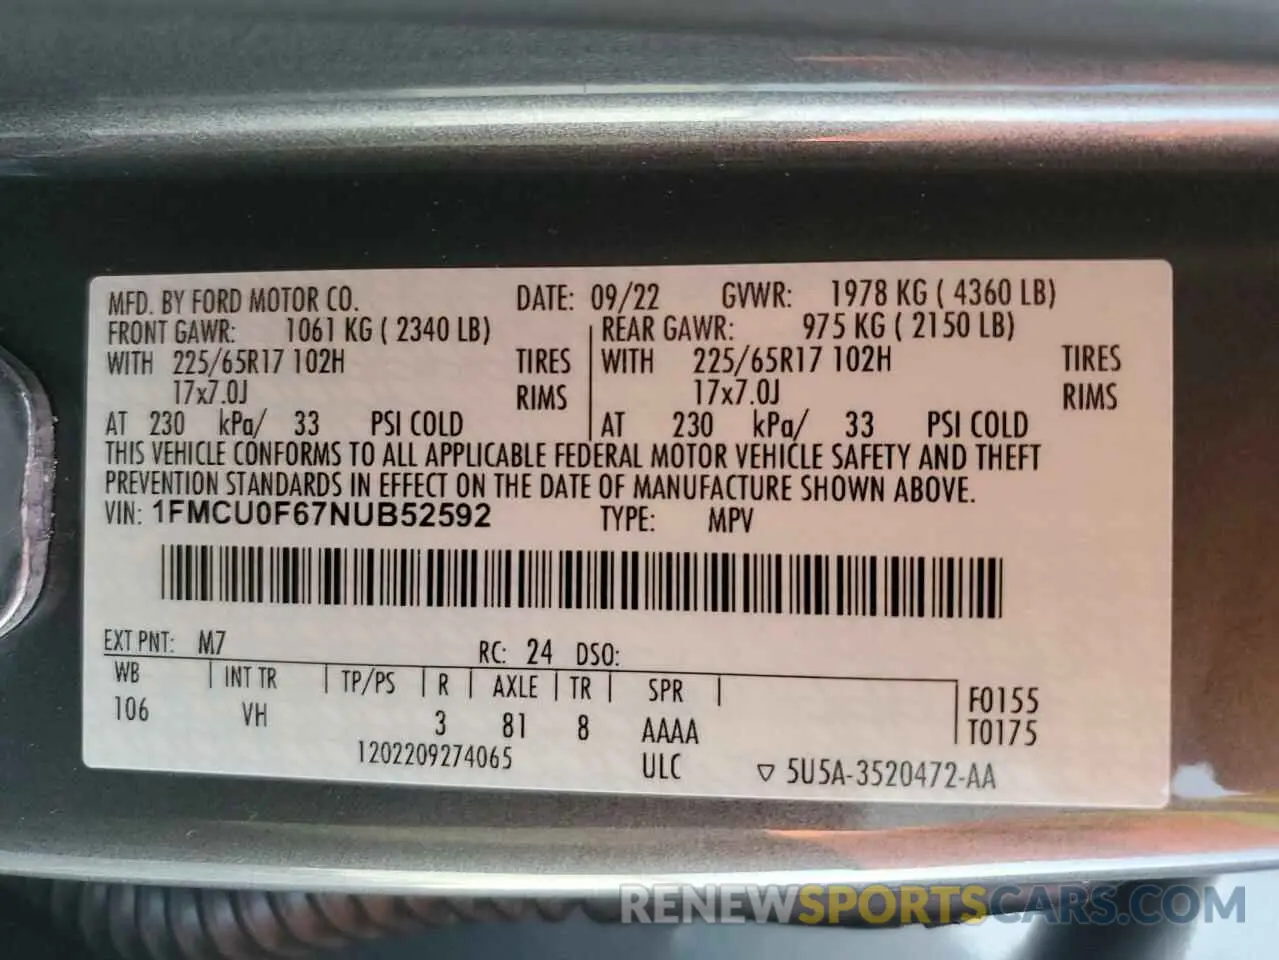 MFD. BY FORD MOTOR CO. DATE: 09/22 GVWR: 1978 KG ( 4360 LB)
FRONT GAWR: 1061 KG ( 2340 LB) REAR GAWR: 975 KG ( 2150 LB)
WITH 225/65R17 102H TIRES WITH 225/65R17 102H TIRES
17x7.0J RIMS 17x7.0J RIMS
AT 230 kPa/ 33 PSI COLD AT 230 kPa/ 33 PSI COLD
THIS VEHICLE CONFORMS TO ALL APPLICABLE FEDERAL MOTOR VEHICLE SAFETY AND THEFT
PREVENTION STANDARDS IN EFFECT ON THE DATE OF MANUFACTURE SHOWN ABOVE.
VIN: 1FMCU0F67NUB52592 TYPE: MPV
EXT PNT: M7 RC: 24 DSO:
WB INT TR TP/PS R AXLE TR SPR F0155
106 VH 3 81 8 AAAA T0175
1202209274065 ULC ▽ 5U5A-3520472-AA
RENEWSPORTSCARS.COM